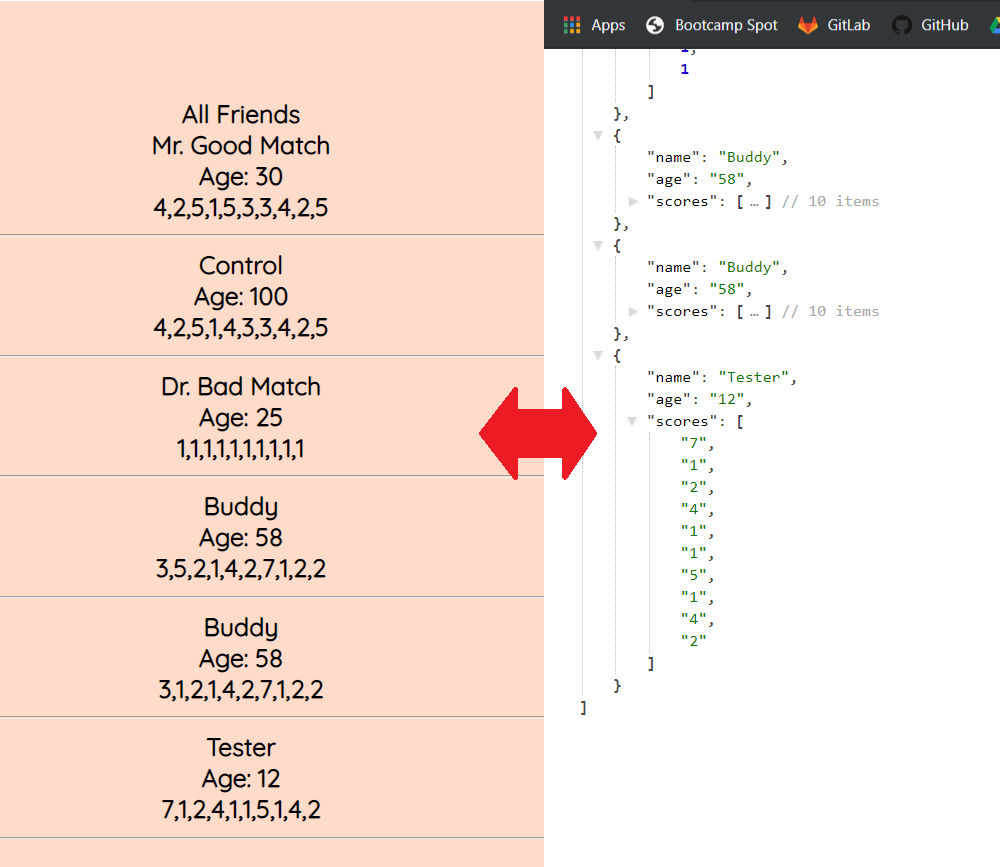 All Friends
Mr. Good Match
Age: 30
4,2,5,1,5,3,3,4,2,5
Control
Age: 100
4,2,5,1,4,3,3,4,2,5
Dr. Bad Match
Age: 25
1,1,1,1,1,1,1,1,1,1
Buddy
Age: 58
3,5,2,1,4,2,7,1,2,2
Buddy
Age: 58
3,1,2,1,4,2,7,1,2,2
Tester
Age: 12
7,1,2,4,1,1,5,1,4,2
Apps Bootcamp Spot GitLab GitHub
1,
1
]
},
{
"name": "Buddy",
"age": "58",
"scores": [ … ] // 10 items
},
{
"name": "Buddy",
"age": "58",
"scores": [ … ] // 10 items
},
{
"name": "Tester",
"age": "12",
"scores": [
"7",
"1",
"2",
"4",
"1",
"1",
"5",
"1",
"4",
"2"
]
}
]